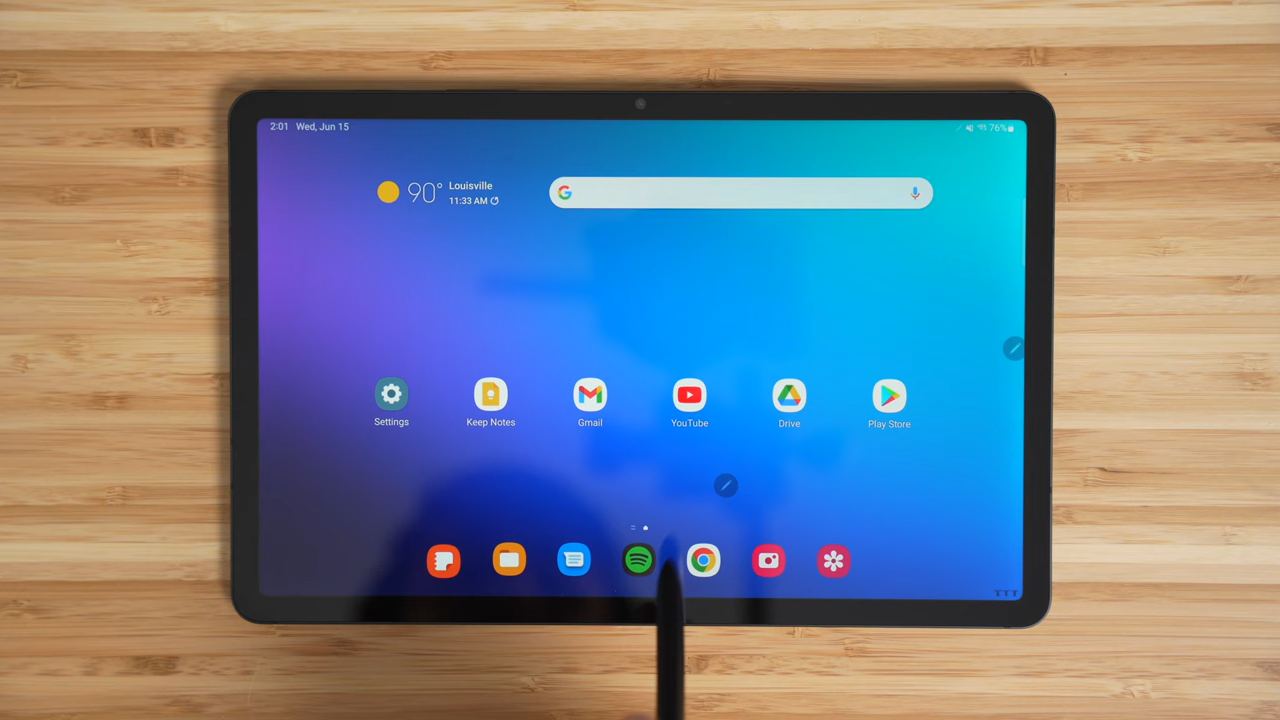 2:01 Wed, Jun 15
76%
90° Louisville
11:33 AM
Settings
Keep Notes
Gmail
YouTube
Drive
Play Store
TTT